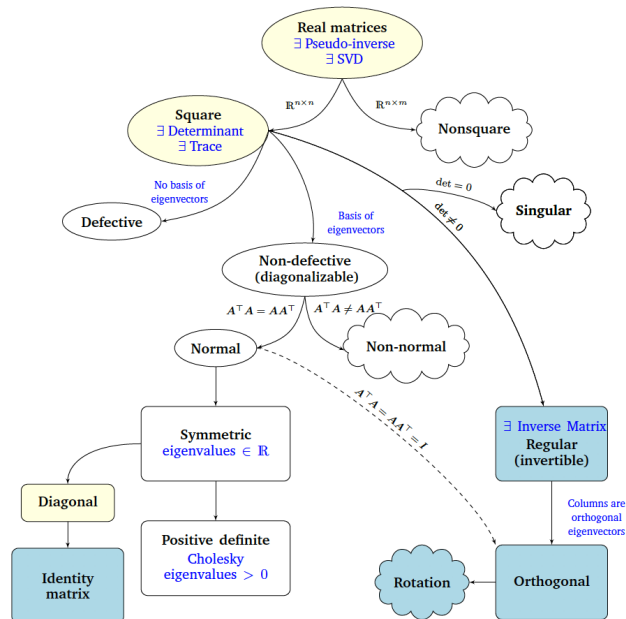 Real matrices
∃ Pseudo-inverse
∃ SVD
ℝⁿˣⁿ
ℝⁿˣᵐ
Square
∃ Determinant
∃ Trace
Nonsquare
No basis of
eigenvectors
Defective
Basis of
eigenvectors
det = 0
Singular
det ≠ 0
Non-defective
(diagonalizable)
A⊤A = AA⊤
A⊤A ≠ AA⊤
Normal
Non-normal
A⊤A = AA⊤ = I
Symmetric
eigenvalues ∈ ℝ
∃ Inverse Matrix
Regular
(invertible)
Diagonal
Columns are
orthogonal
eigenvectors
Positive definite
Cholesky
eigenvalues > 0
Identity
matrix
Rotation
Orthogonal